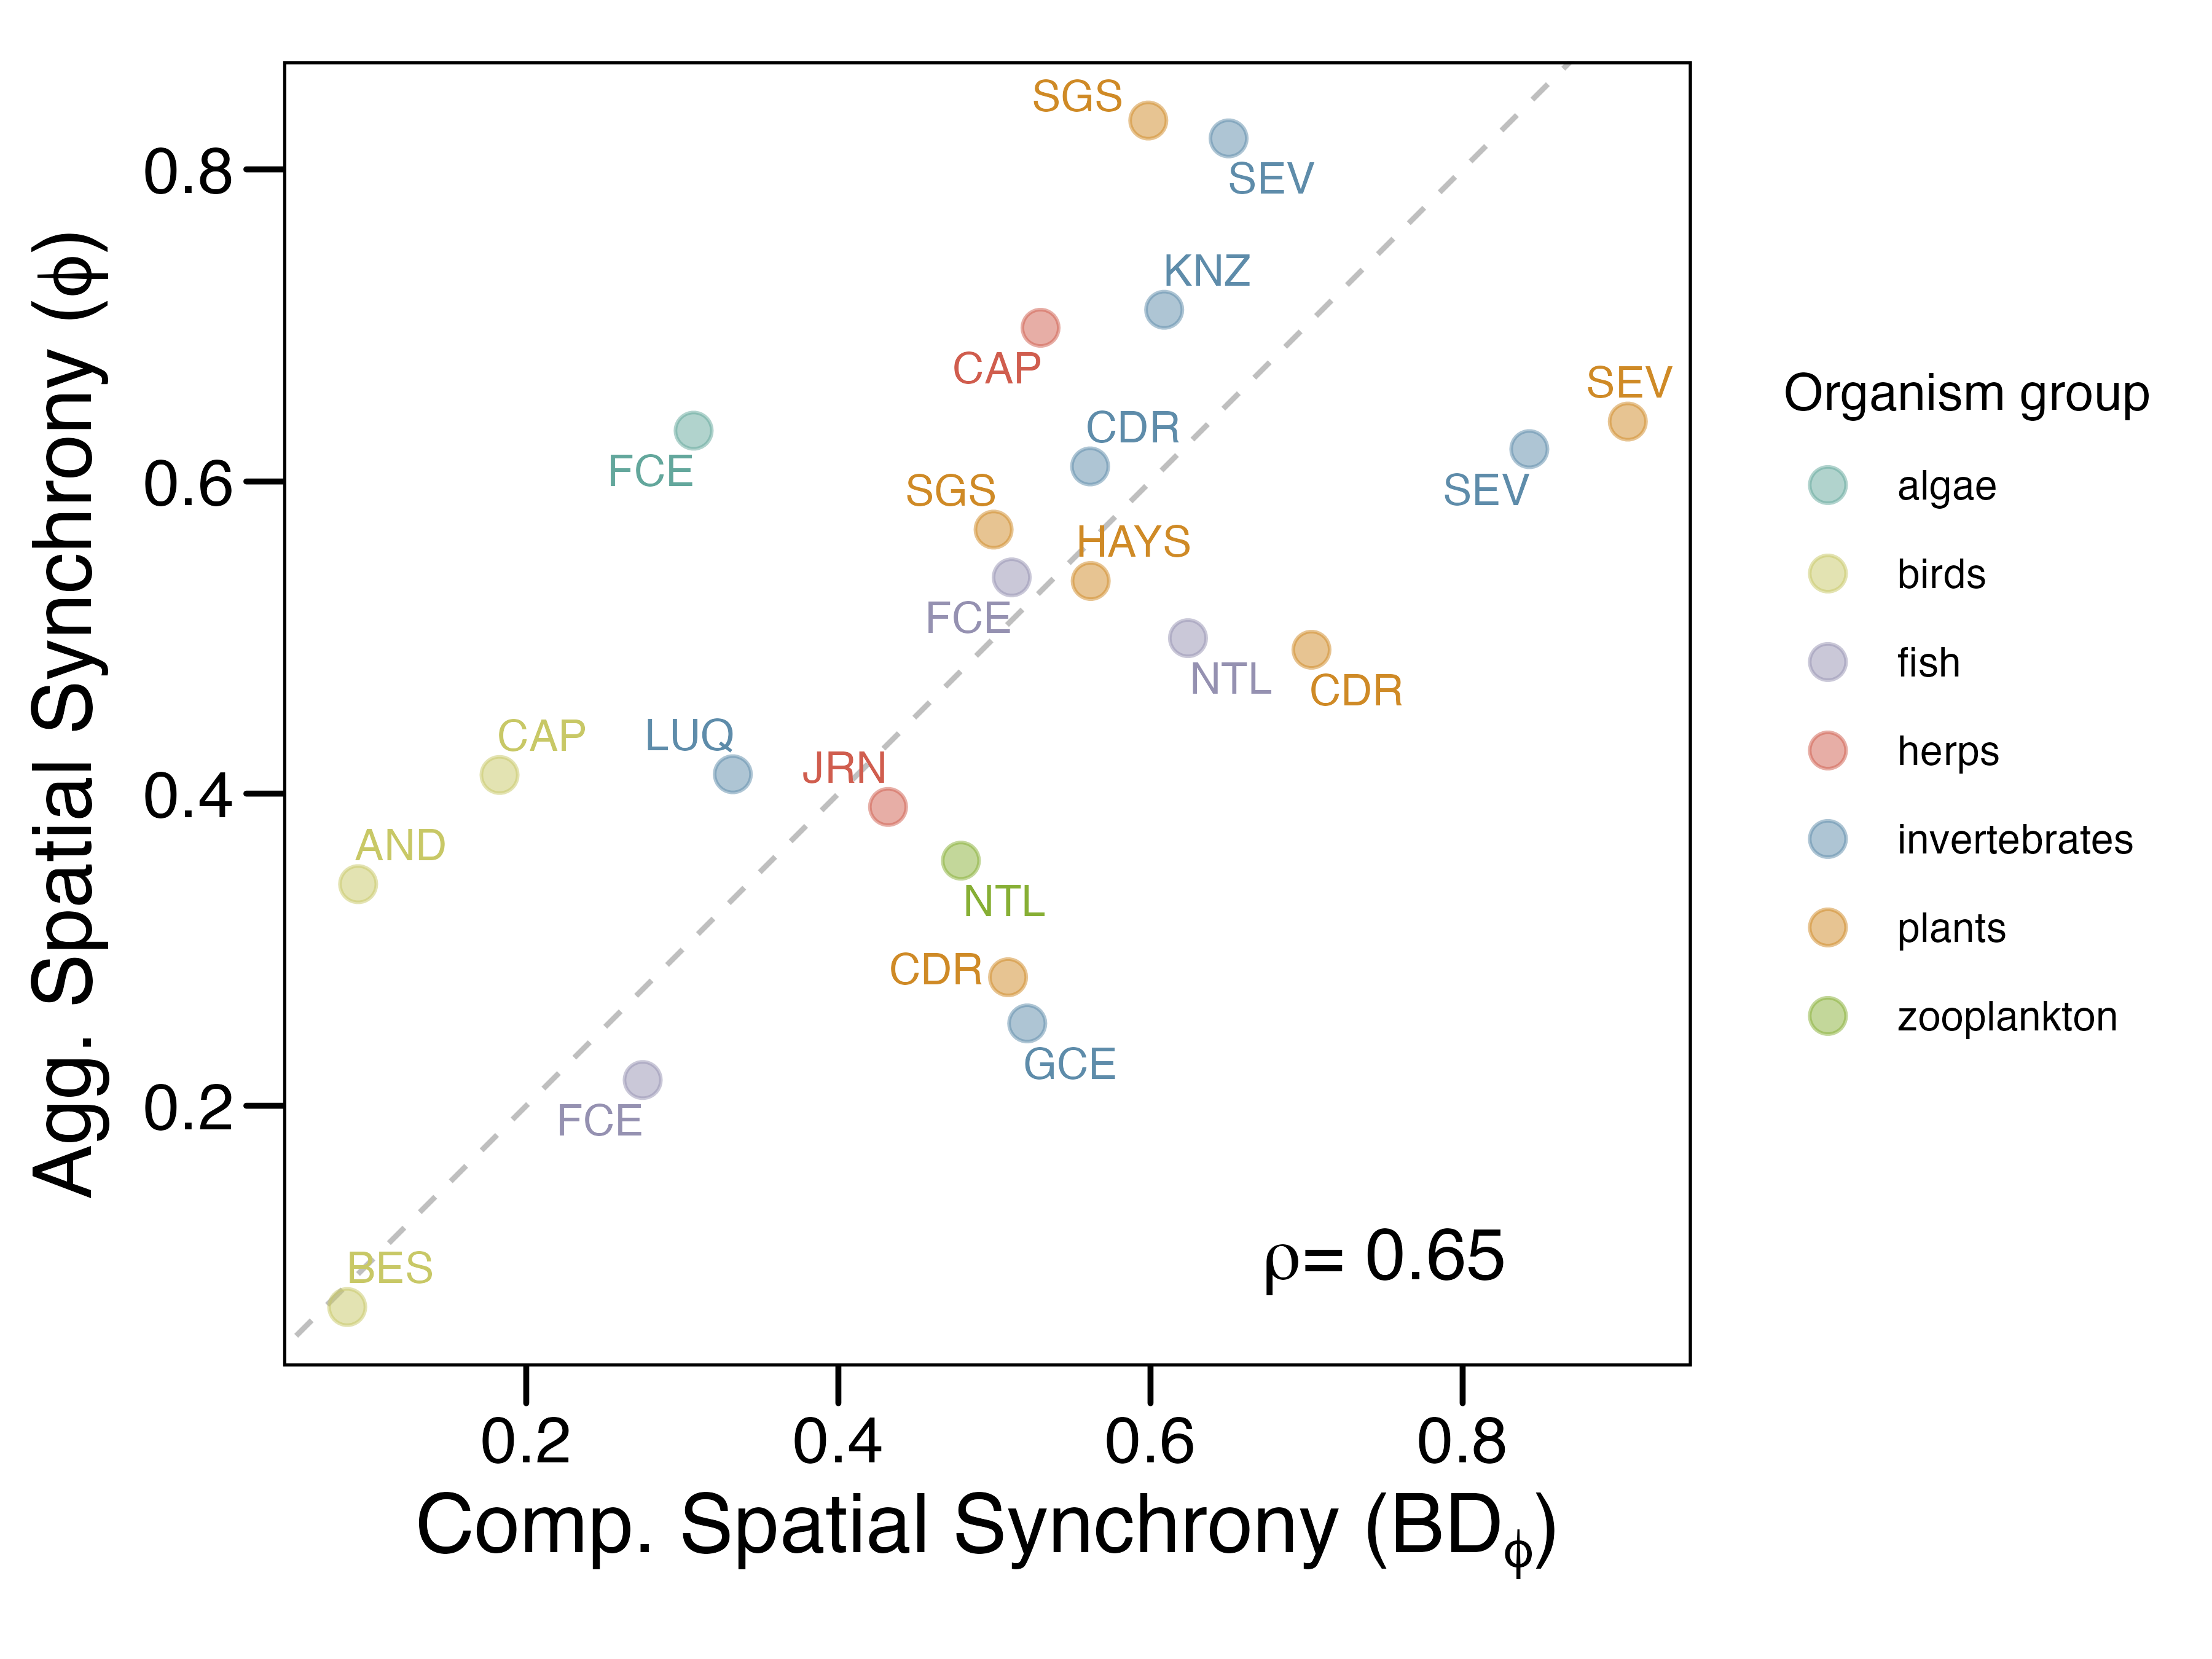 SGS
SEV
0.8
KNZ
CAP
SEV
CDR
FCE
0.6
SGS
SEV
HAYS
FCE
NTL
CDR
CAP
LUQ
JRN
0.4
AND
NTL
CDR
GCE
0.2
FCE
BES
ρ= 0.65
Agg. Spatial Synchrony (ϕ)
0.2 0.4 0.6 0.8
Comp. Spatial Synchrony (BDϕ)
Organism group
algae
birds
fish
herps
invertebrates
plants
zooplankton